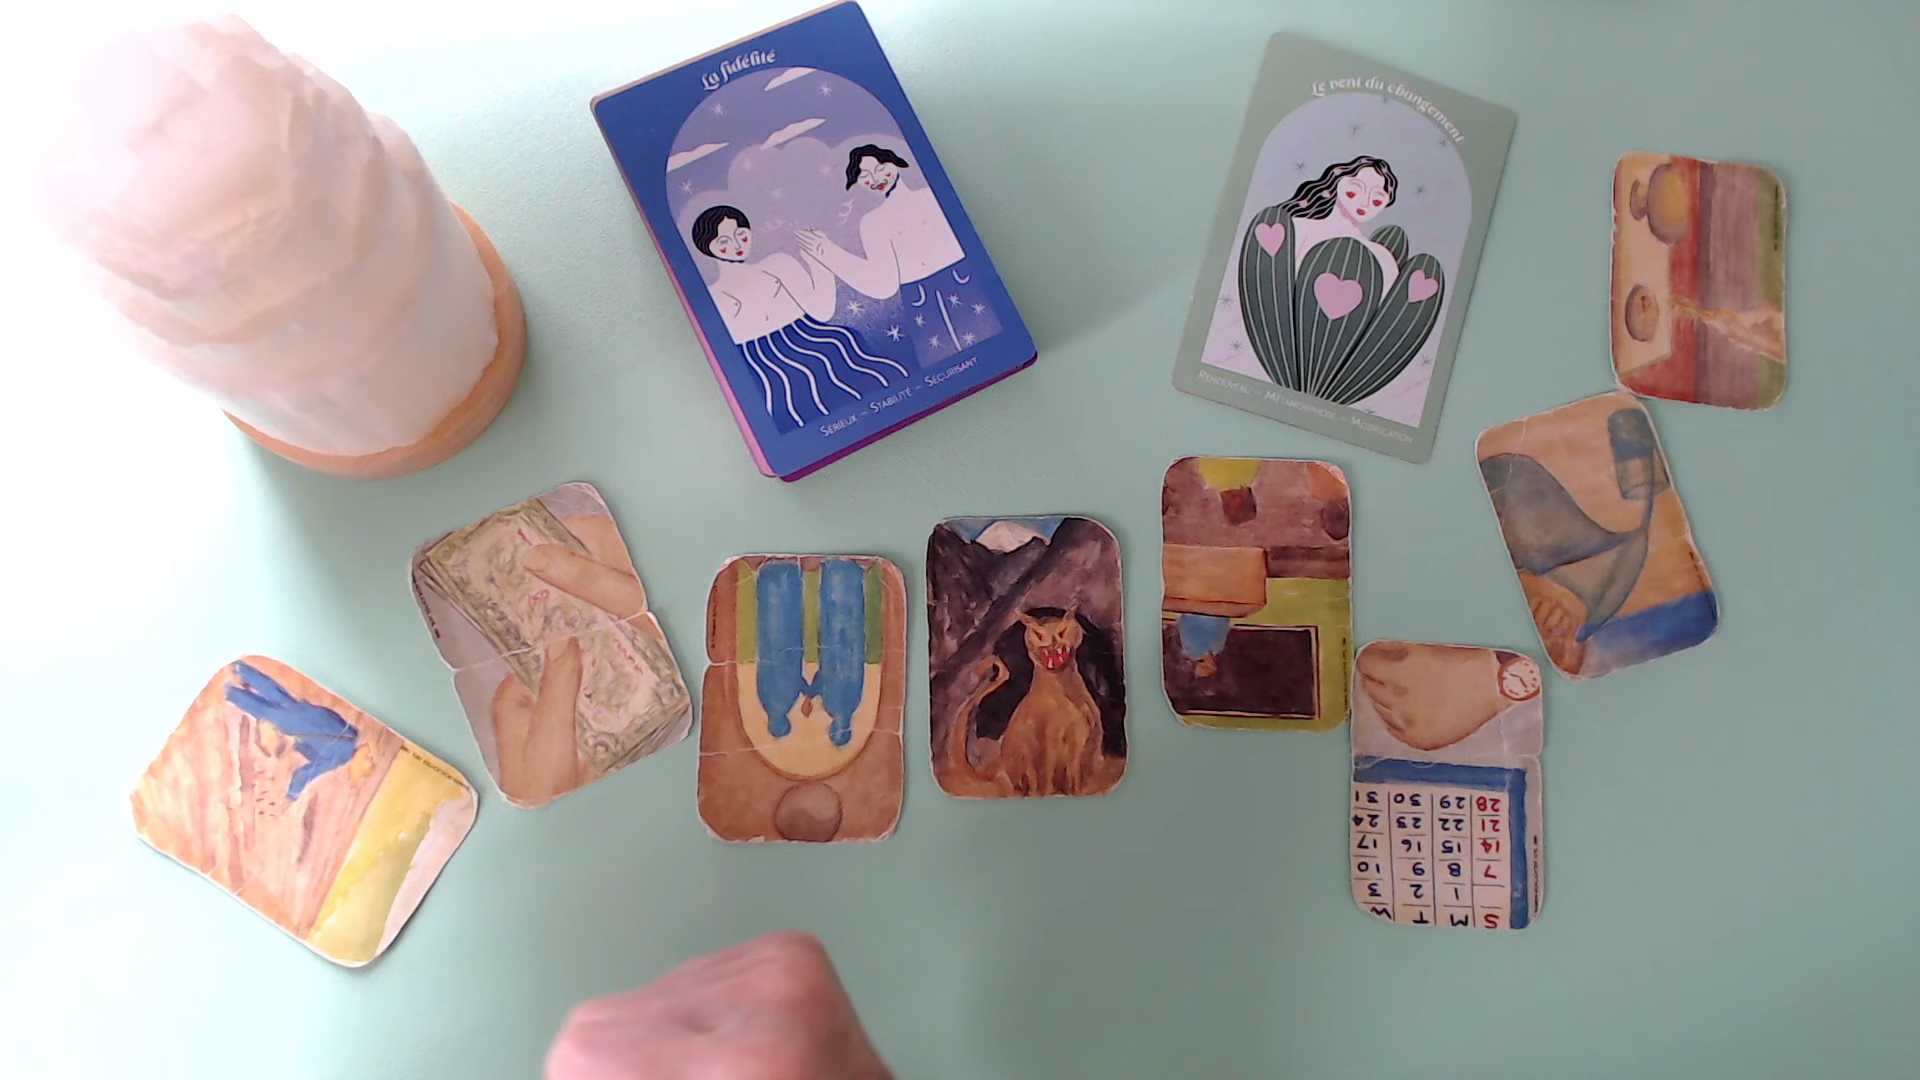 La fidélité
SÉRIEUX – STABILITÉ – SÉCURISANT
Le vent du changement
RENOUVEAU – MÉTAMORPHOSE – MODIFICATION
S M T W
1 2 3
7 8 9 10
14 15 16 17
21 22 23 24
28 29 30 31